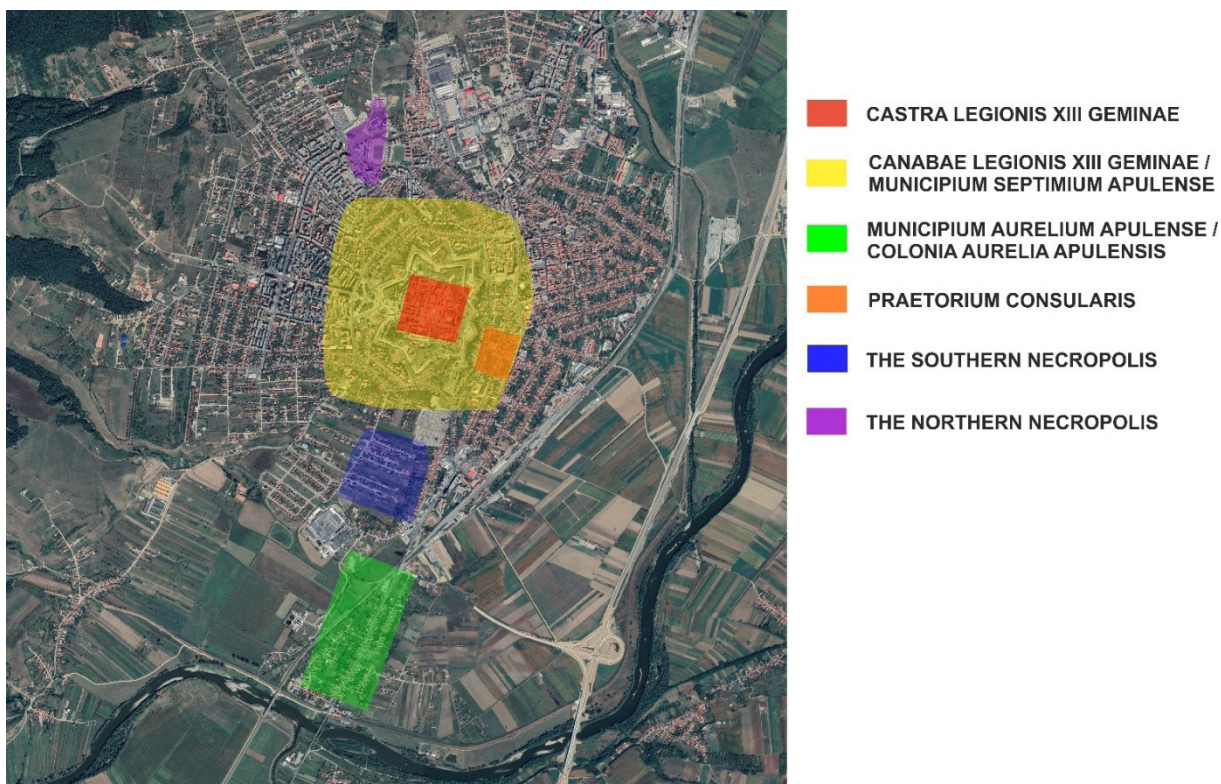 CASTRA LEGIONIS XIII GEMINAE
CANABAE LEGIONIS XIII GEMINAE /
MUNICIPIUM SEPTIMIUM APULENSE
MUNICIPIUM AURELIUM APULENSE /
COLONIA AURELIA APULENSIS
PRAETORIUM CONSULARIS
THE SOUTHERN NECROPOLIS
THE NORTHERN NECROPOLIS